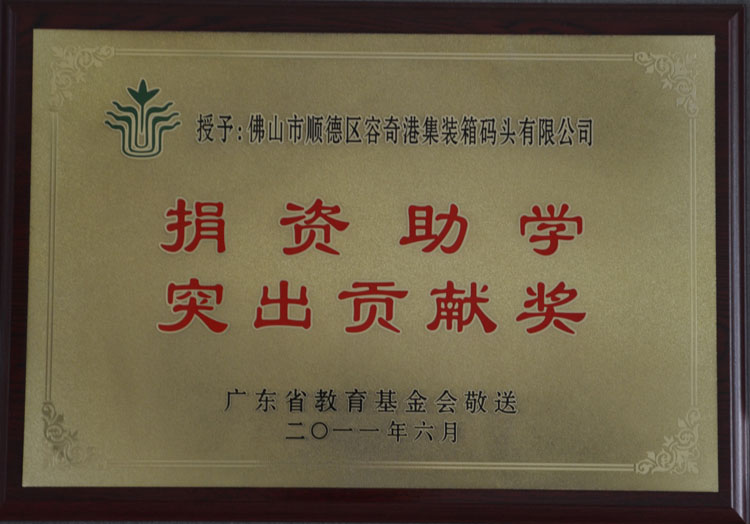 授予:佛山市顺德区容奇港集装箱码头有限公司
捐资助学
突出贡献奖
广东省教育基金会敬送
二〇一一年六月